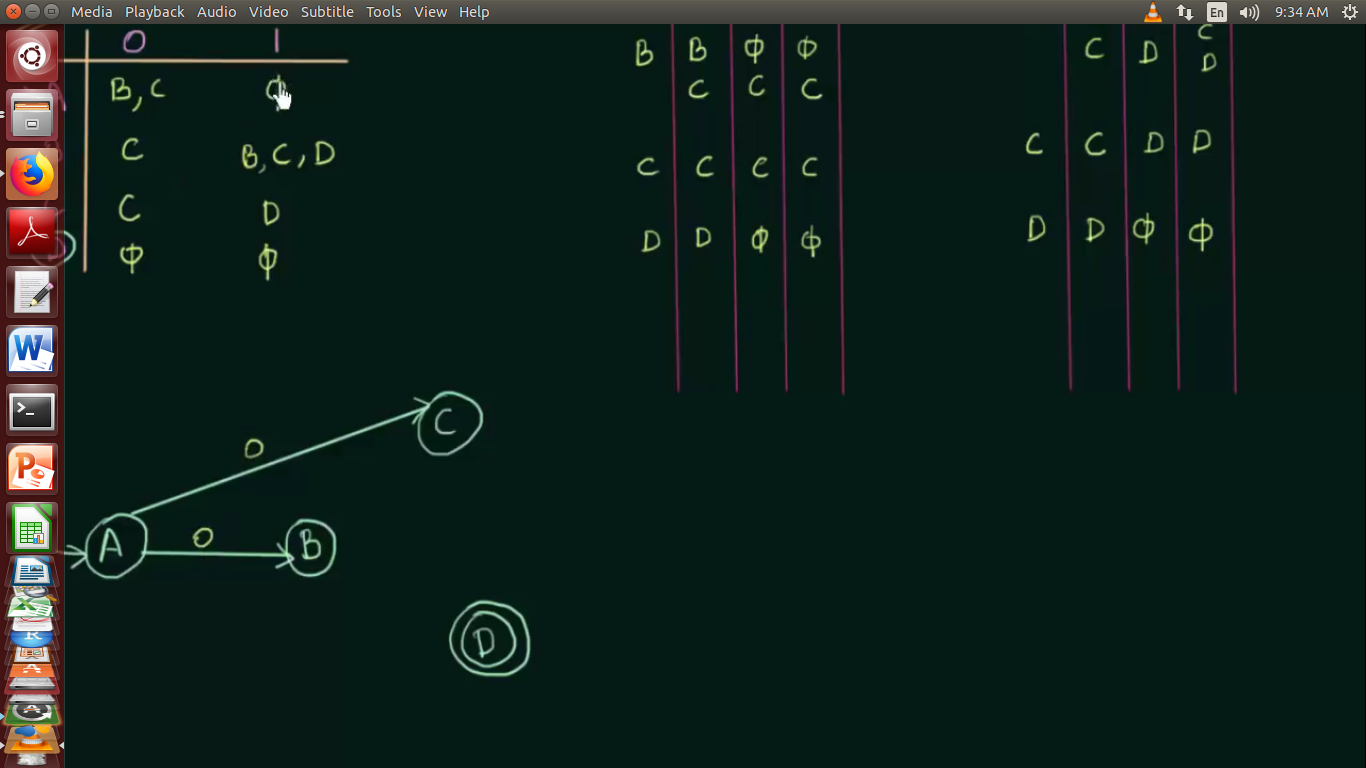 Media Playback Audio Video Subtitle Tools View Help En 9:34 AM
0 1
B, C Φ
C B, C, D
C D
Φ Φ
D
B B Φ Φ
C C C
C C C C
D D Φ Φ
C D C
D
C C D D
D D Φ Φ
0 C
A 0 B
D